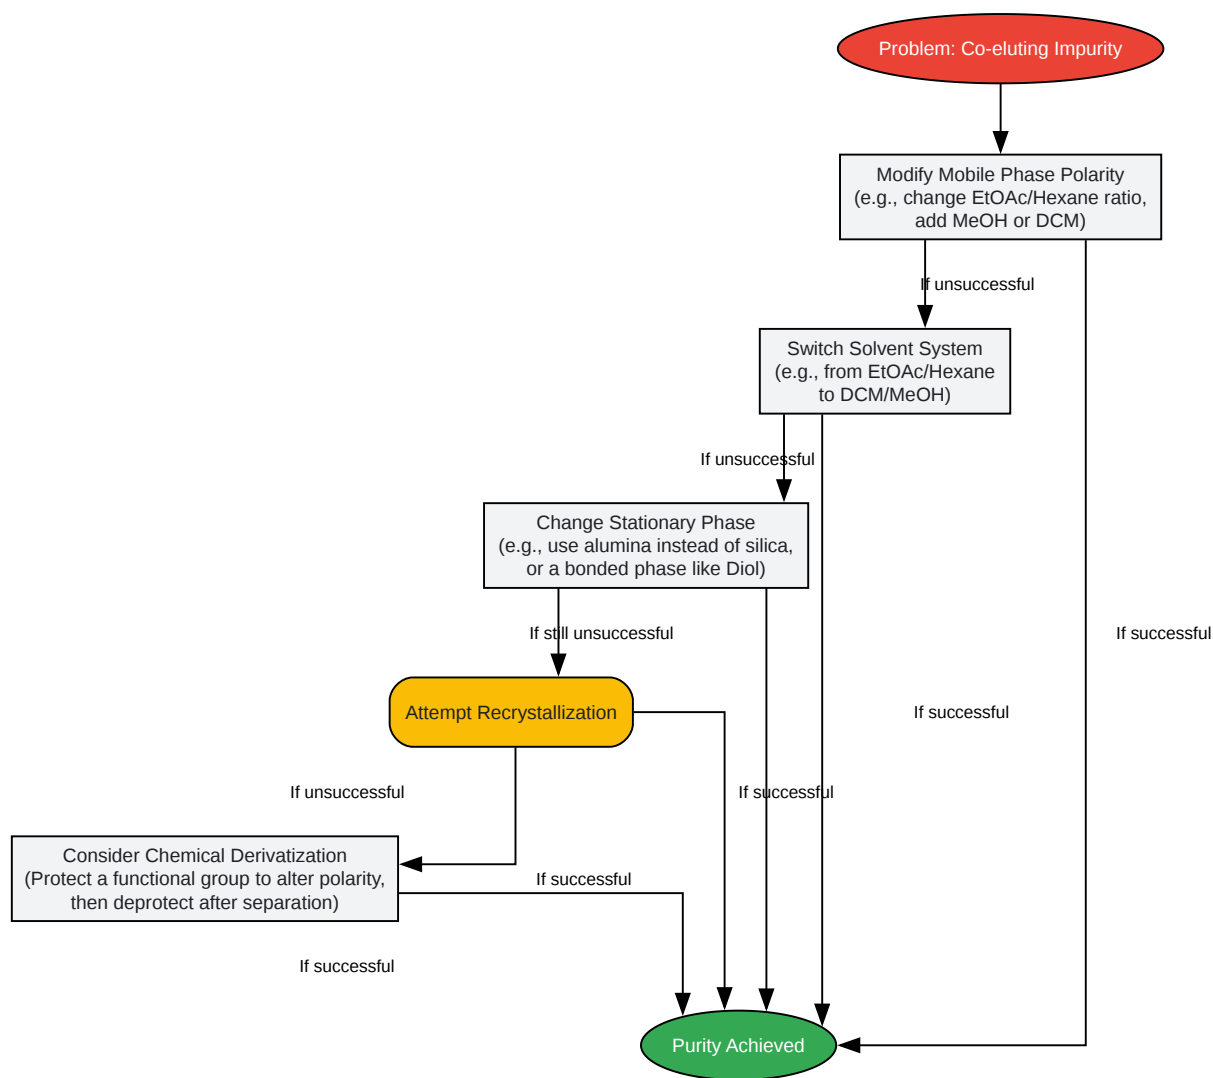 Problem: Co-eluting Impurity
Modify Mobile Phase Polarity
(e.g., change EtOAc/Hexane ratio,
add MeOH or DCM)
If unsuccessful
Switch Solvent System
(e.g., from EtOAc/Hexane
to DCM/MeOH)
If unsuccessful
Change Stationary Phase
(e.g., use alumina instead of silica,
or a bonded phase like Diol)
If still unsuccessful
If successful
Attempt Recrystallization
If successful
If unsuccessful
If successful
Consider Chemical Derivatization
(Protect a functional group to alter polarity,
then deprotect after separation)
If successful
If successful
Purity Achieved